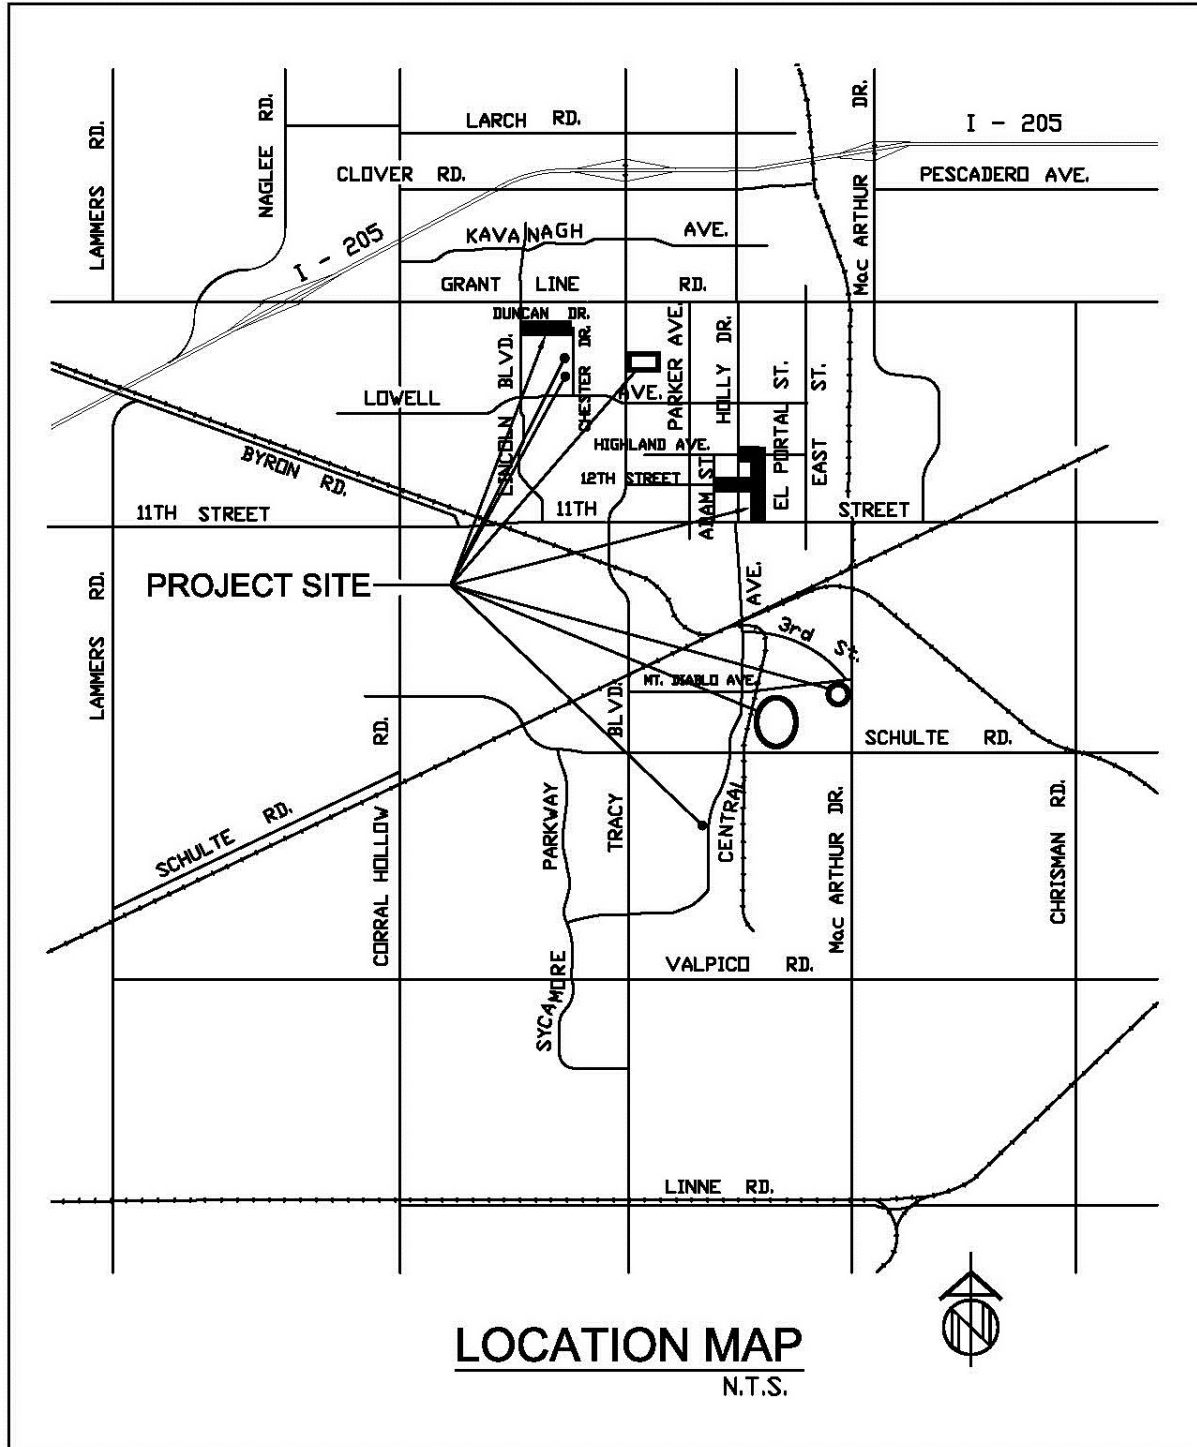 I - 205
LARCH RD.
CLOVER RD.
PESCADERO AVE.
NAGLEE RD.
LAMMERS RD.
Mac ARTHUR DR.
KAVANAGH AVE.
I - 205
GRANT LINE RD.
DUNCAN DR.
LINCOLN BLVD.
CHESTER DR.
PARKER AVE.
HOLLY DR.
EL PORTAL ST.
EAST ST.
LOWELL AVE.
HIGHLAND AVE.
12TH STREET
ADAM ST
BYRON RD.
11TH STREET
11TH STREET
PROJECT SITE
LAMMERS RD.
CENTRAL AVE.
3rd St.
MT. DIABLO AVE.
TRACY BLVD.
SCHULTE RD.
SCHULTE RD.
CORRAL HOLLOW RD.
SYCAMORE PARKWAY
Mac ARTHUR DR.
CHRISMAN RD.
VALPICO RD.
LINNE RD.
N
LOCATION MAP
N.T.S.